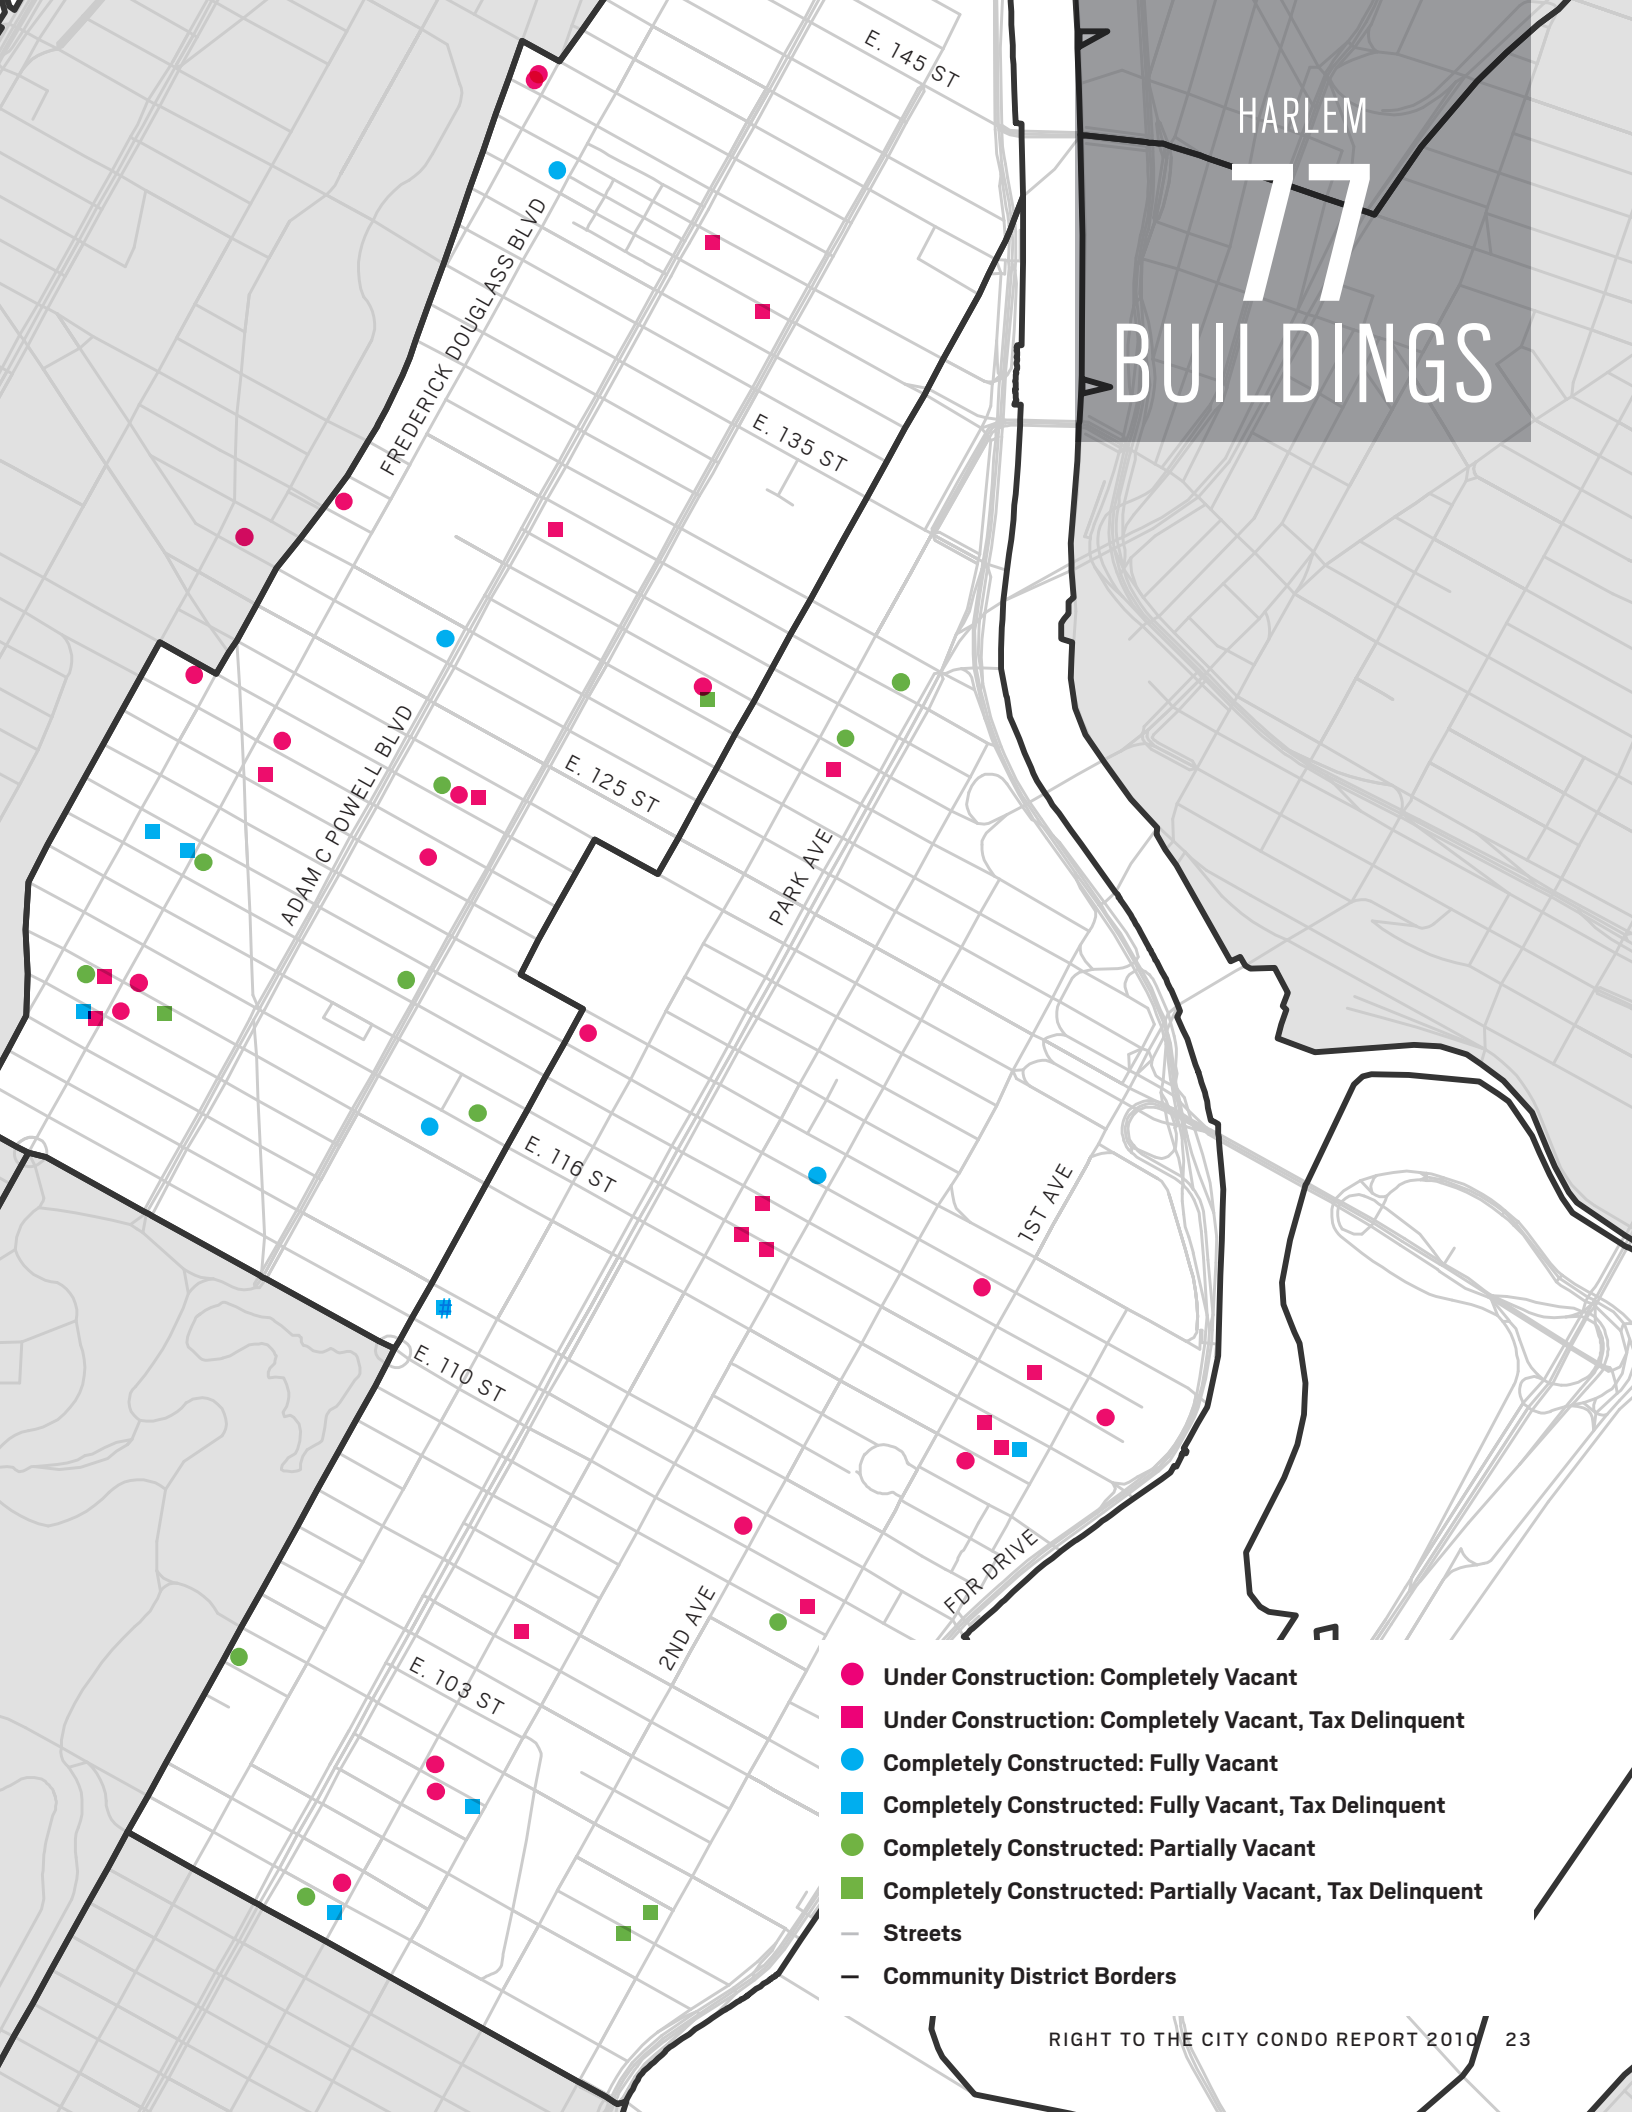 HARLEM
77
BUILDINGS
E. 145 ST
FREDERICK DOUGLASS BLVD
E. 135 ST
ADAM C POWELL BLVD
E. 125 ST
PARK AVE
E. 116 ST
1ST AVE
#
E. 110 ST
FDR DRIVE
2ND AVE
E. 103 ST
Under Construction: Completely Vacant
Under Construction: Completely Vacant, Tax Delinquent
Completely Constructed: Fully Vacant
Completely Constructed: Fully Vacant, Tax Delinquent
Completely Constructed: Partially Vacant
Completely Constructed: Partially Vacant, Tax Delinquent
Streets
Community District Borders
RIGHT TO THE CITY CONDO REPORT 2010 23